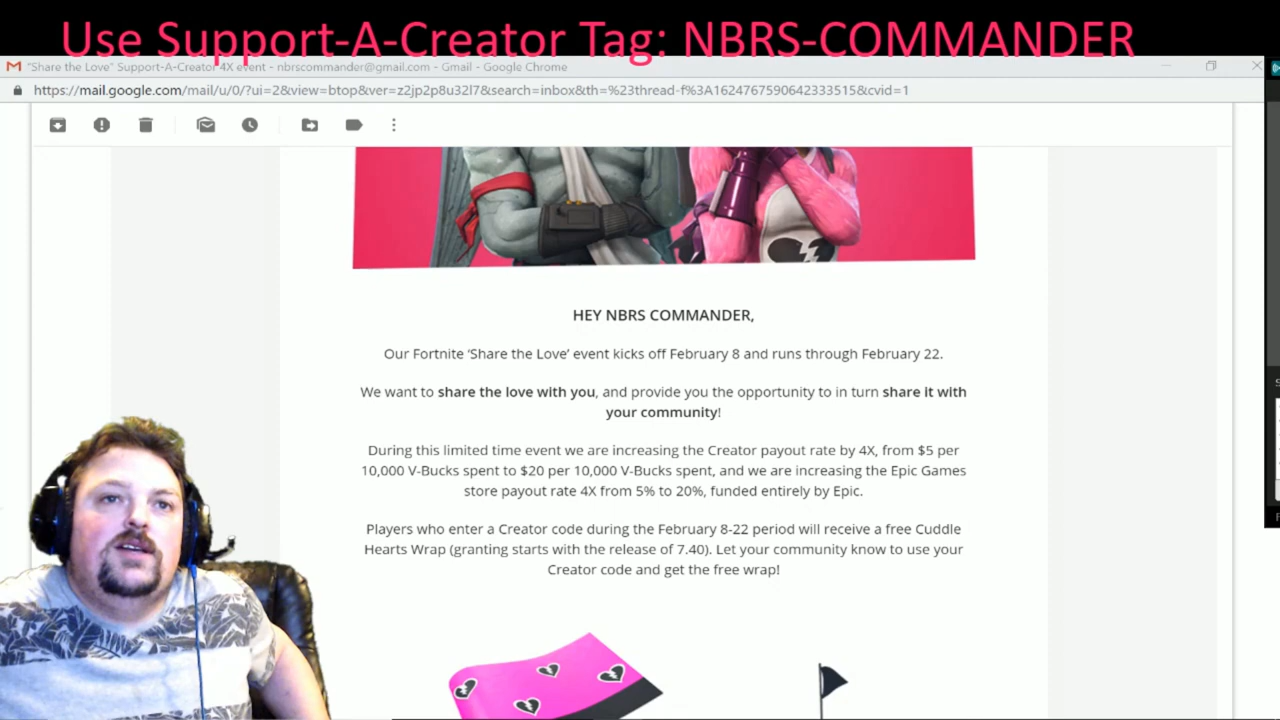 Use Support-A-Creator Tag: NBRS-COMMANDER
"Share the Love" Support-A-Creator 4X event - nbrscommander@gmail.com - Gmail - Google Chrome
https://mail.google.com/mail/u/0/?ui=2&view=btop&ver=z2jp2p8u32l7&search=inbox&th=%23thread-f%3A1624767590642333515&cvid=1
HEY NBRS COMMANDER,
Our Fortnite 'Share the Love' event kicks off February 8 and runs through February 22.
We want to share the love with you, and provide you the opportunity to in turn share it with
your community!
During this limited time event we are increasing the Creator payout rate by 4X, from $5 per
10,000 V-Bucks spent to $20 per 10,000 V-Bucks spent, and we are increasing the Epic Games
store payout rate 4X from 5% to 20%, funded entirely by Epic.
Players who enter a Creator code during the February 8-22 period will receive a free Cuddle
Hearts Wrap (granting starts with the release of 7.40). Let your community know to use your
Creator code and get the free wrap!